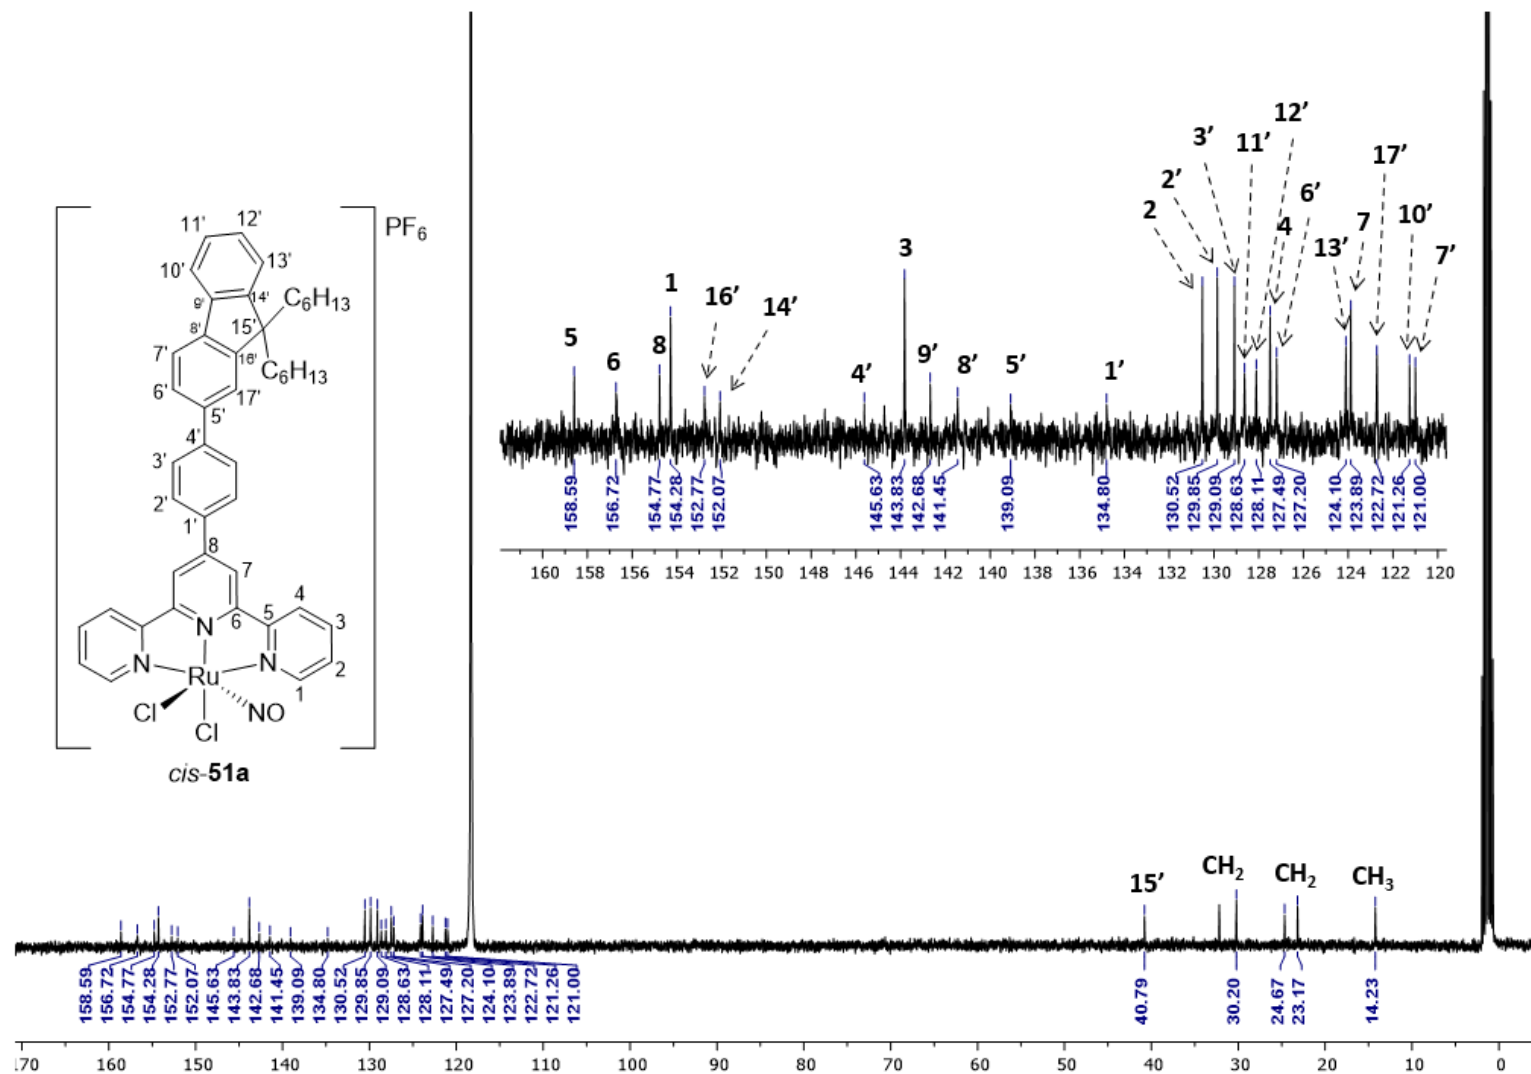 11' 12'
10' 13'
9' 14' C6H13
8' 15'
7' 16'
C6H13
6' 17'
5'
4'
3'
2'
1'
8
7
4
5 3
6
N
N N 2
Ru 1
Cl NO
Cl
PF6
cis-51a
5 6 8 1 16' 14' 4' 3 9' 8' 5' 1' 2 2' 3' 11' 12' 4 6' 13' 7 17' 10' 7'
158.59 156.72 154.77 154.28 152.77 152.07 145.63 143.83 142.68 141.45 139.09 134.80 130.52 129.85 129.09 128.63 128.11 127.49 127.20 124.10 123.89 122.72 121.26 121.00
160 158 156 154 152 150 148 146 144 143 140 138 136 134 132 130 128 126 124 122 120
15' CH2 CH2 CH3
158.59 156.72 154.77 154.28 152.77 152.07 145.63 143.83 142.68 141.45 139.09 134.80 130.52 129.85 129.09 128.63 128.11 127.49 127.20 124.10 123.89 122.72 121.26 121.00 40.79 30.20 24.67 23.17 14.23
170 160 150 140 130 120 110 100 90 80 70 60 50 40 30 20 10 0